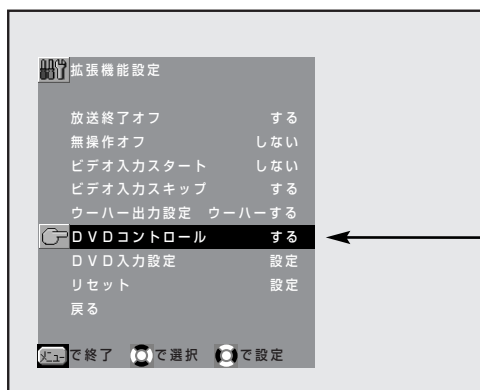 拡張機能設定
放送終了オフ する
無操作オフ しない
ビデオ入力スタート しない
ビデオ入力スキップ する
ウーハー出力設定 ウーハーする
DVDコントロール する
DVD入力設定 設定
リセット 設定
戻る
メニューで終了 で選択 で設定